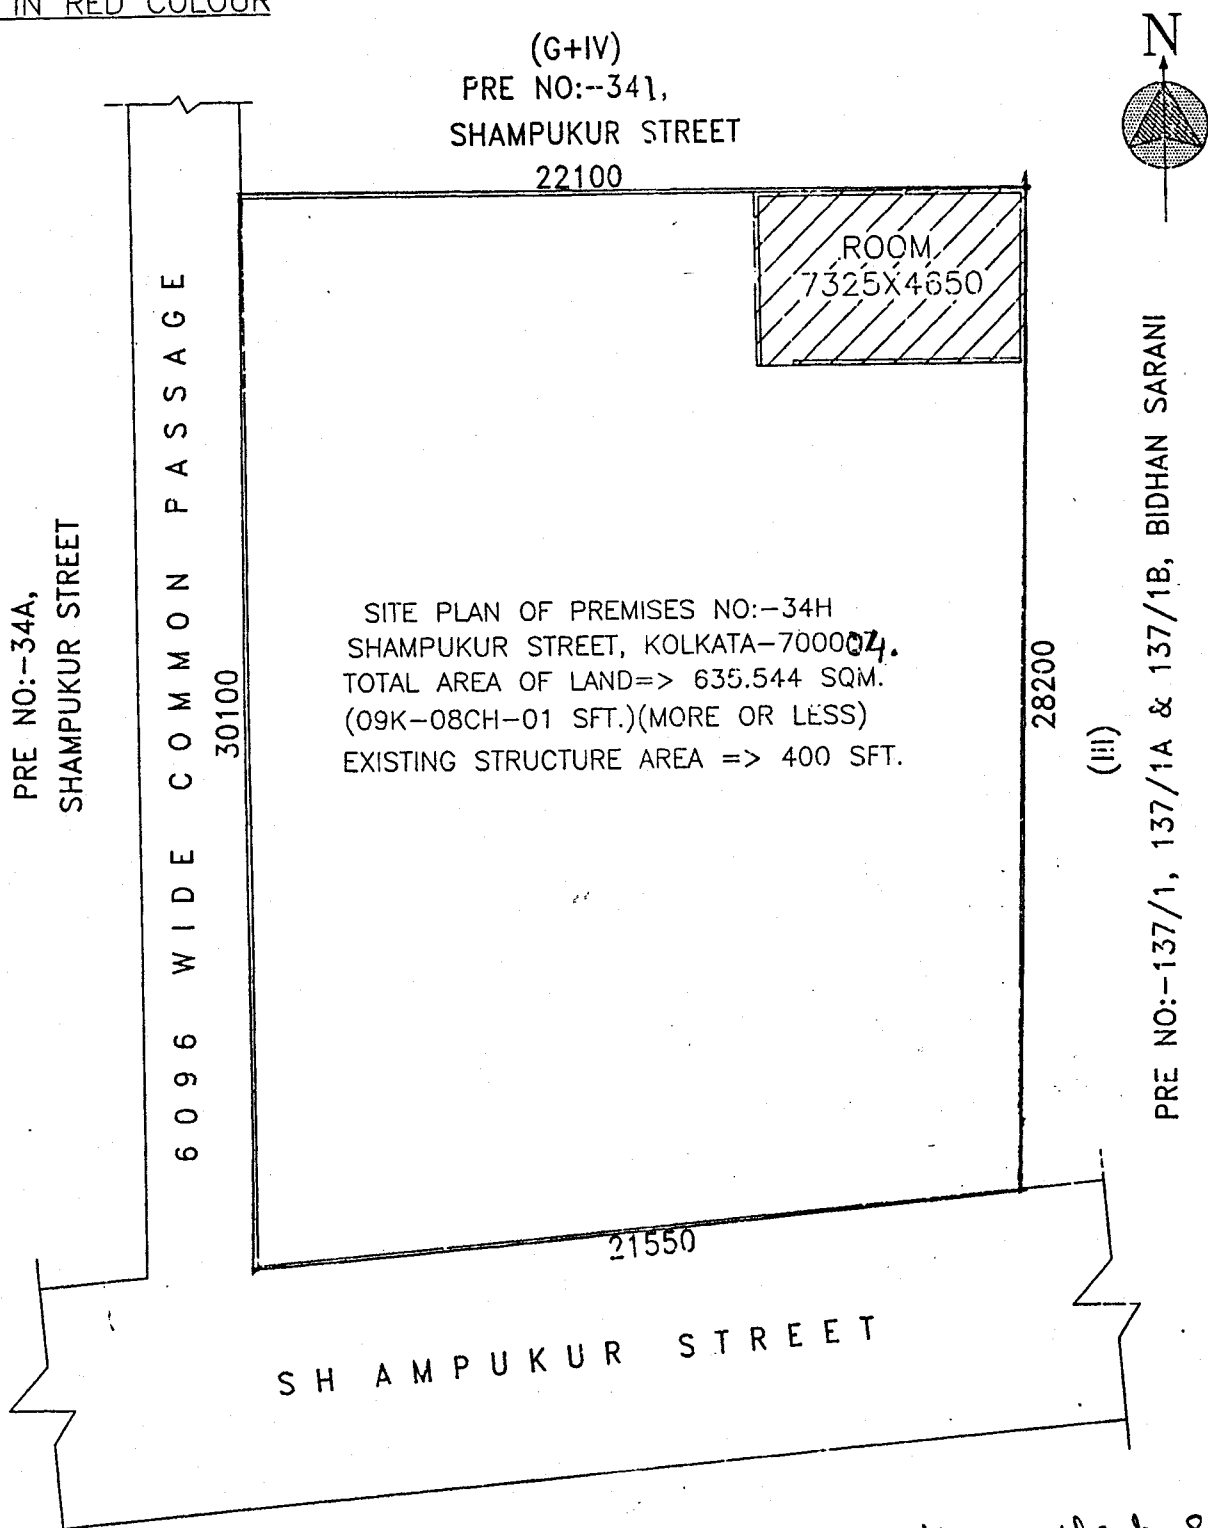 IN RED COLOUR
N
(G+IV)
PRE NO:--341,
SHAMPUKUR STREET
22100
ROOM
7325X4650
PRE NO:-34A,
SHAMPUKUR STREET
6096 WIDE COMMON PASSAGE
30100
SITE PLAN OF PREMISES NO:-34H
SHAMPUKUR STREET, KOLKATA-700004.
TOTAL AREA OF LAND=> 635.544 SQM.
(09K-08CH-01 SFT.)(MORE OR LESS)
EXISTING STRUCTURE AREA => 400 SFT.
28200
(III)
PRE NO:-137/1, 137/1A & 137/1B, BIDHAN SARANI
21550
SHAMPUKUR STREET